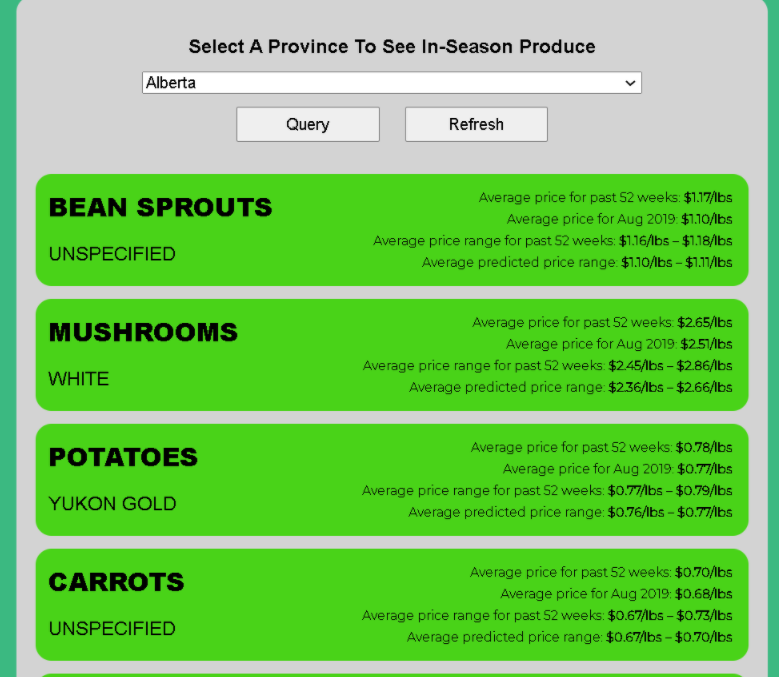 Select A Province To See In-Season Produce
Alberta
Query Refresh
BEAN SPROUTS
UNSPECIFIED
Average price for past 52 weeks: $1.17/lbs
Average price for Aug 2019: $1.10/lbs
Average price range for past 52 weeks: $1.16/lbs – $1.18/lbs
Average predicted price range: $1.10/lbs – $1.11/lbs
MUSHROOMS
WHITE
Average price for past 52 weeks: $2.65/lbs
Average price for Aug 2019: $2.51/lbs
Average price range for past 52 weeks: $2.45/lbs – $2.86/lbs
Average predicted price range: $2.36/lbs – $2.66/lbs
POTATOES
YUKON GOLD
Average price for past 52 weeks: $0.78/lbs
Average price for Aug 2019: $0.77/lbs
Average price range for past 52 weeks: $0.77/lbs – $0.79/lbs
Average predicted price range: $0.76/lbs – $0.77/lbs
CARROTS
UNSPECIFIED
Average price for past 52 weeks: $0.70/lbs
Average price for Aug 2019: $0.68/lbs
Average price range for past 52 weeks: $0.67/lbs – $0.73/lbs
Average predicted price range: $0.67/lbs – $0.70/lbs